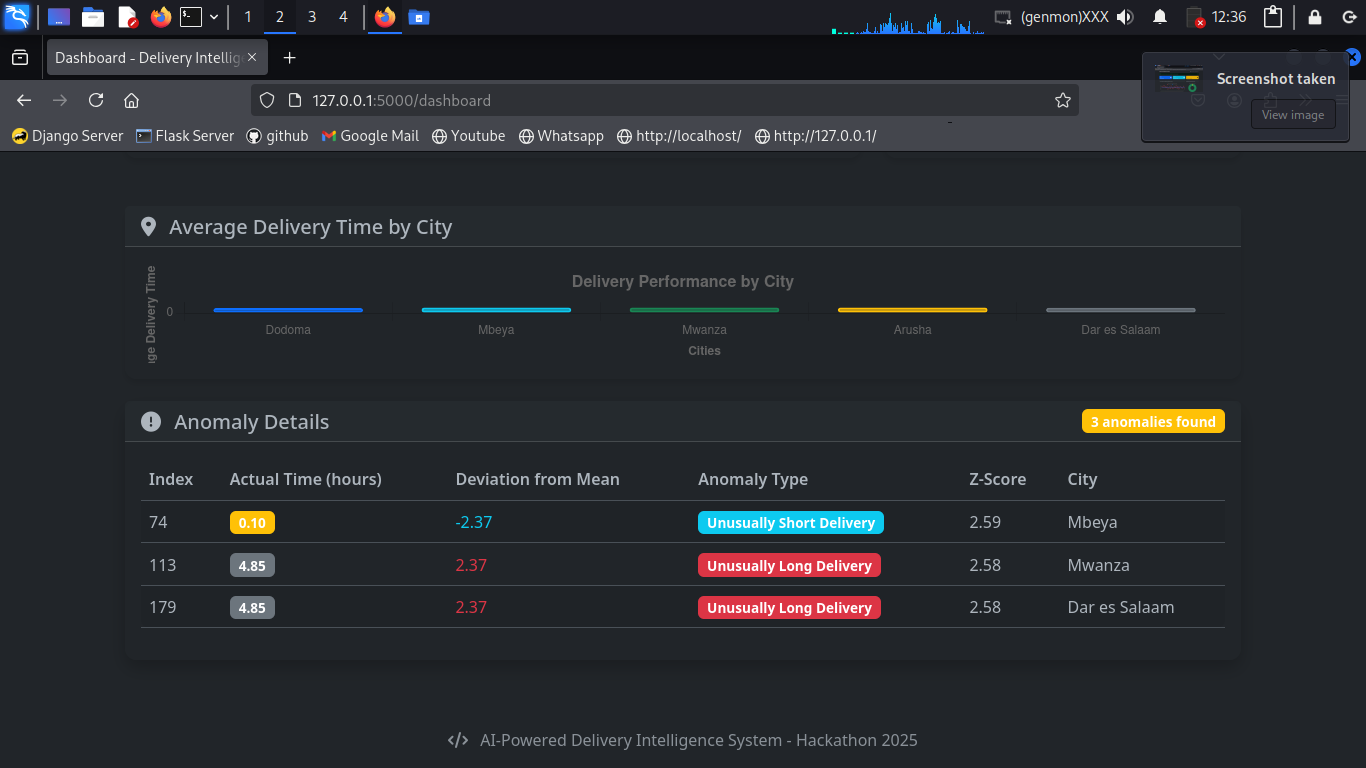 1 2 3 4 (genmon)XXX 12:36
Dashboard - Delivery Intellig
Screenshot taken
View image
127.0.0.1:5000/dashboard
Django Server Flask Server github Google Mail Youtube Whatsapp http://localhost/ http://127.0.0.1/
Average Delivery Time by City
Delivery Performance by City
ge Delivery Time
0
Dodoma Mbeya Mwanza Arusha Dar es Salaam
Cities
Anomaly Details 3 anomalies found
Index Actual Time (hours) Deviation from Mean Anomaly Type Z-Score City
74 0.10 -2.37 Unusually Short Delivery 2.59 Mbeya
113 4.85 2.37 Unusually Long Delivery 2.58 Mwanza
179 4.85 2.37 Unusually Long Delivery 2.58 Dar es Salaam
</> AI-Powered Delivery Intelligence System - Hackathon 2025